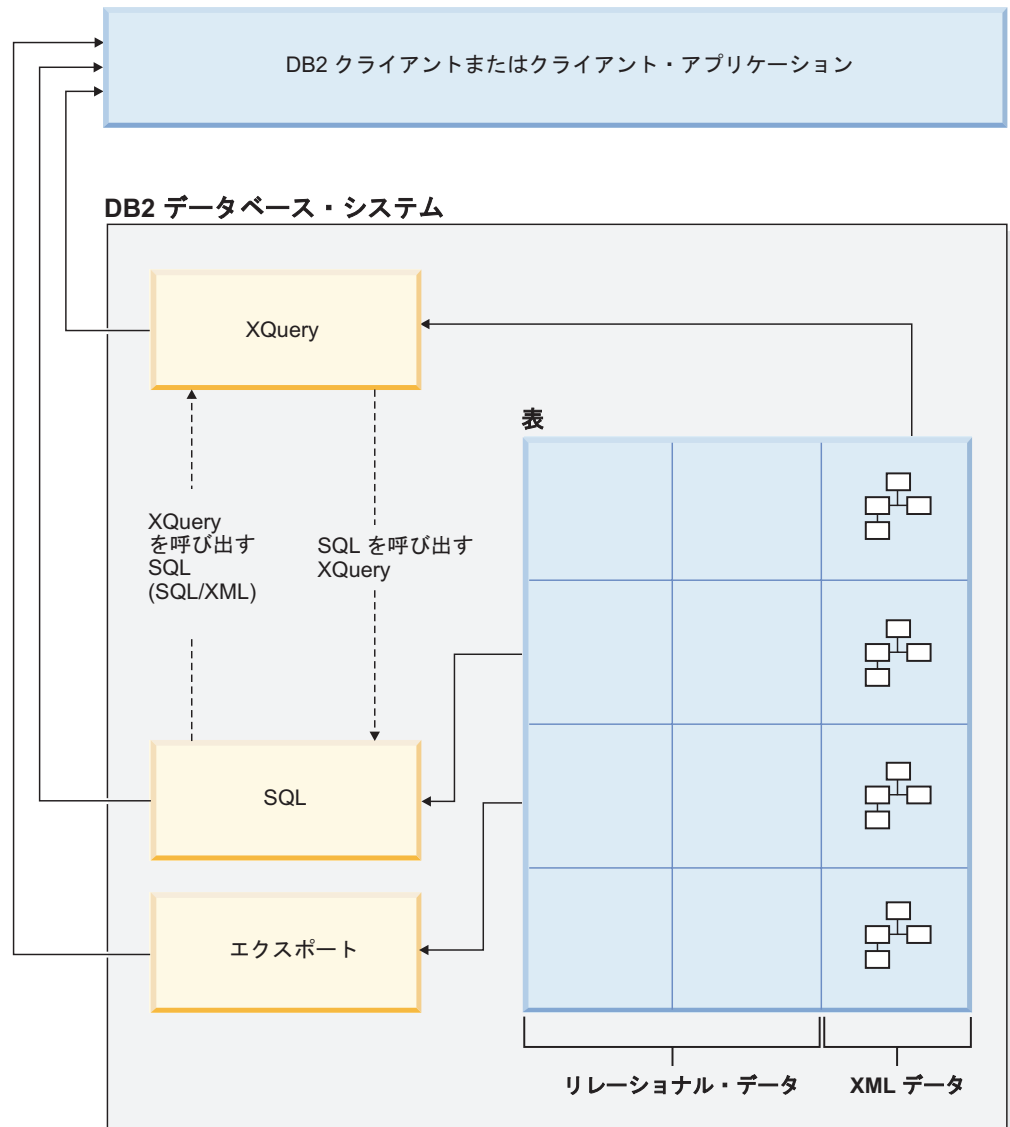 DB2 クライアントまたはクライアント・アプリケーション
DB2 データベース・システム
XQuery
表
XQuery
を呼び出す
SQL
(SQL/XML)
SQL を呼び出す
XQuery
SQL
エクスポート
リレーショナル・データ
XML データ